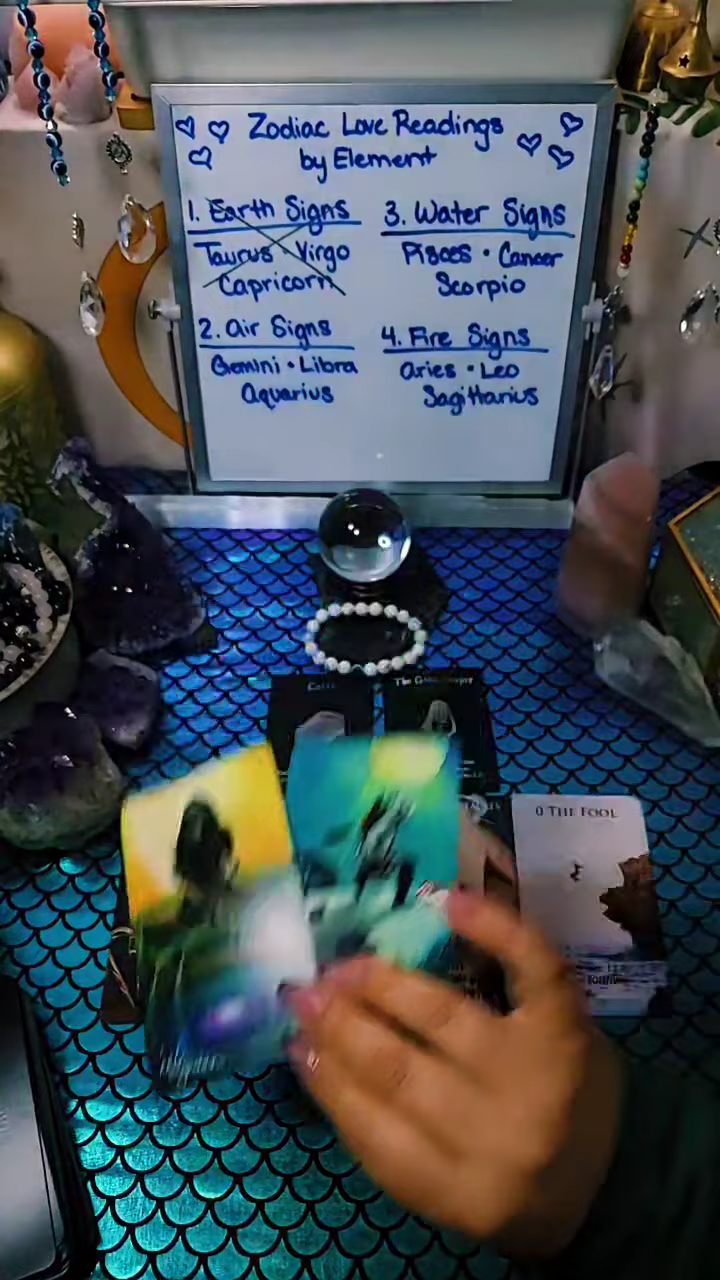 Zodiac Love Readings
by Element
1. Earth Signs
Taurus • Virgo
Capricorn
2. Air Signs
Gemini • Libra
Aquarius
3. Water Signs
Pisces • Cancer
Scorpio
4. Fire Signs
Aries • Leo
Sagittarius
0 THE FOOL